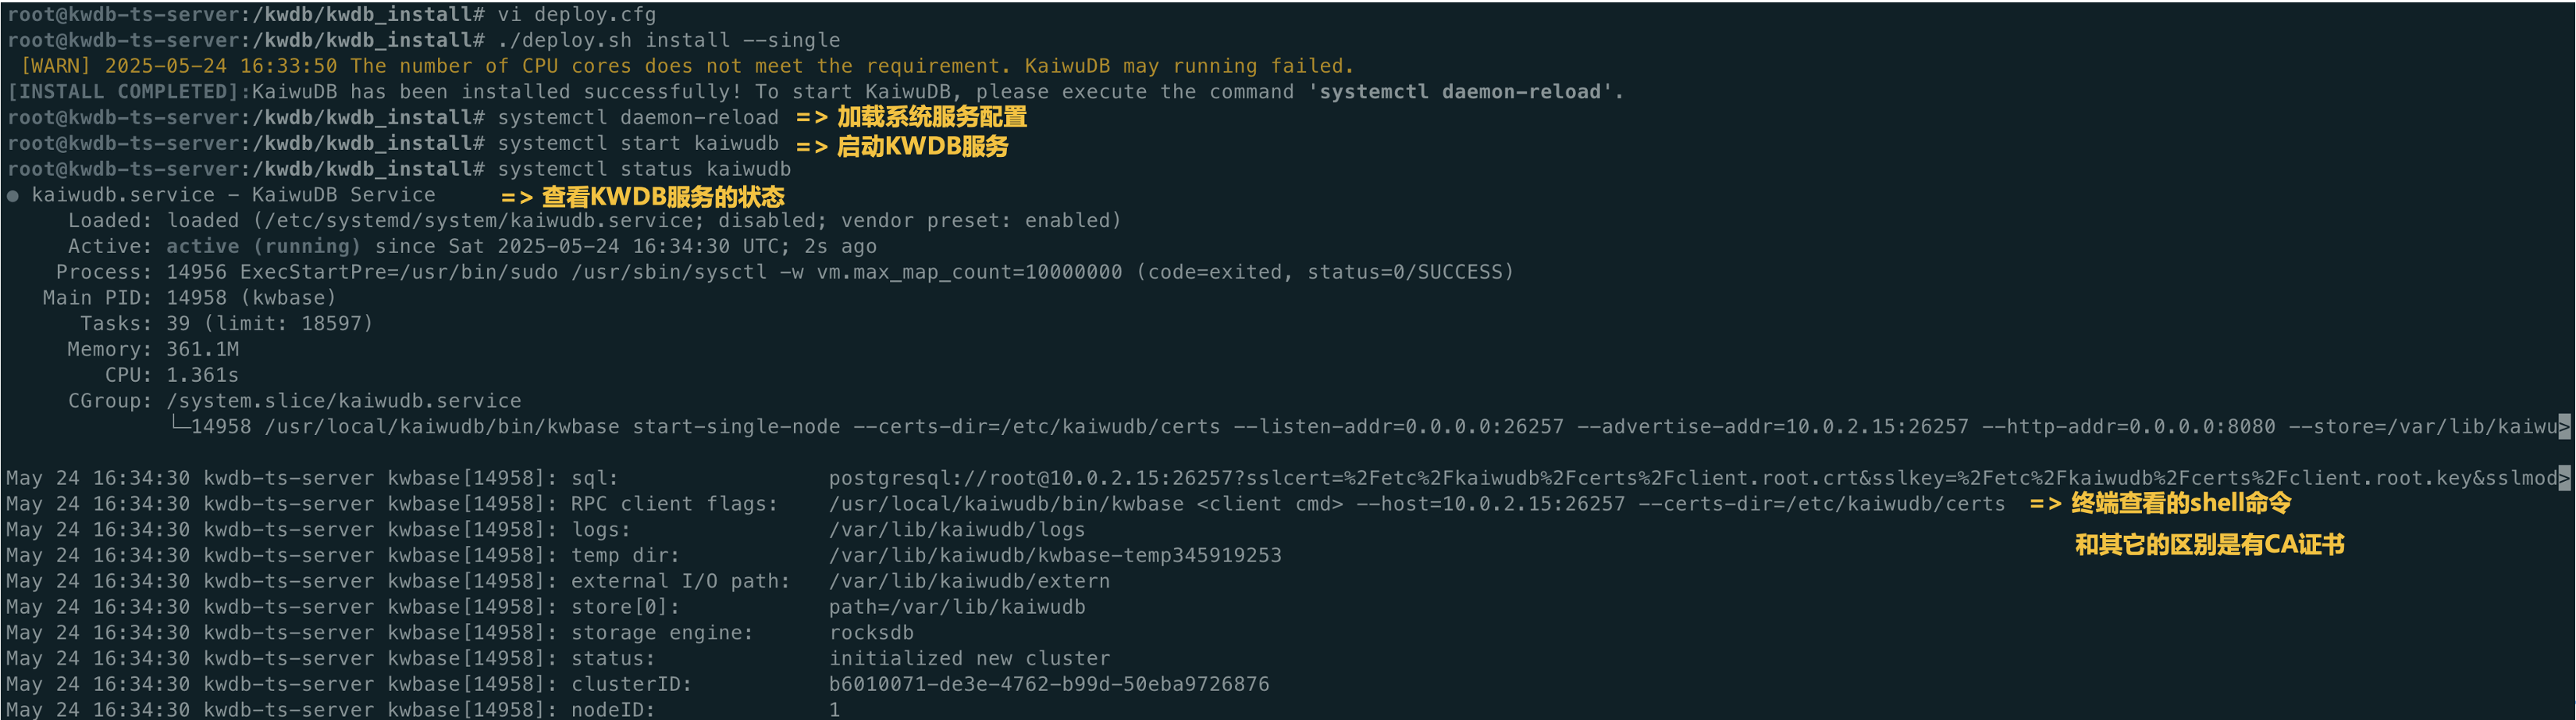 root@kwdb-ts-server:/kwdb/kwdb_install# vi deploy.cfg
root@kwdb-ts-server:/kwdb/kwdb_install# ./deploy.sh install --single
[WARN] 2025-05-24 16:33:50 The number of CPU cores does not meet the requirement. KaiwuDB may running failed.
[INSTALL COMPLETED]:KaiwuDB has been installed successfully! To start KaiwuDB, please execute the command 'systemctl daemon-reload'.
root@kwdb-ts-server:/kwdb/kwdb_install# systemctl daemon-reload => 加载系统服务配置
root@kwdb-ts-server:/kwdb/kwdb_install# systemctl start kaiwudb => 启动KWDB服务
root@kwdb-ts-server:/kwdb/kwdb_install# systemctl status kaiwudb
● kaiwudb.service - KaiwuDB Service => 查看KWDB服务的状态
Loaded: loaded (/etc/systemd/system/kaiwudb.service; disabled; vendor preset: enabled)
Active: active (running) since Sat 2025-05-24 16:34:30 UTC; 2s ago
Process: 14956 ExecStartPre=/usr/bin/sudo /usr/sbin/sysctl -w vm.max_map_count=10000000 (code=exited, status=0/SUCCESS)
Main PID: 14958 (kwbase)
Tasks: 39 (limit: 18597)
Memory: 361.1M
CPU: 1.361s
CGroup: /system.slice/kaiwudb.service
└─14958 /usr/local/kaiwudb/bin/kwbase start-single-node --certs-dir=/etc/kaiwudb/certs --listen-addr=0.0.0.0:26257 --advertise-addr=10.0.2.15:26257 --http-addr=0.0.0.0:8080 --store=/var/lib/kaiwu>
May 24 16:34:30 kwdb-ts-server kwbase[14958]: sql: postgresql://root@10.0.2.15:26257?sslcert=%2Fetc%2Fkaiwudb%2Fcerts%2Fclient.root.crt&sslkey=%2Fetc%2Fkaiwudb%2Fcerts%2Fclient.root.key&sslmod>
May 24 16:34:30 kwdb-ts-server kwbase[14958]: RPC client flags: /usr/local/kaiwudb/bin/kwbase <client cmd> --host=10.0.2.15:26257 --certs-dir=/etc/kaiwudb/certs => 终端查看的shell命令
May 24 16:34:30 kwdb-ts-server kwbase[14958]: logs: /var/lib/kaiwudb/logs
和其它的区别是有CA证书
May 24 16:34:30 kwdb-ts-server kwbase[14958]: temp dir: /var/lib/kaiwudb/kwbase-temp345919253
May 24 16:34:30 kwdb-ts-server kwbase[14958]: external I/O path: /var/lib/kaiwudb/extern
May 24 16:34:30 kwdb-ts-server kwbase[14958]: store[0]: path=/var/lib/kaiwudb
May 24 16:34:30 kwdb-ts-server kwbase[14958]: storage engine: rocksdb
May 24 16:34:30 kwdb-ts-server kwbase[14958]: status: initialized new cluster
May 24 16:34:30 kwdb-ts-server kwbase[14958]: clusterID: b6010071-de3e-4762-b99d-50eba9726876
May 24 16:34:30 kwdb-ts-server kwbase[14958]: nodeID: 1